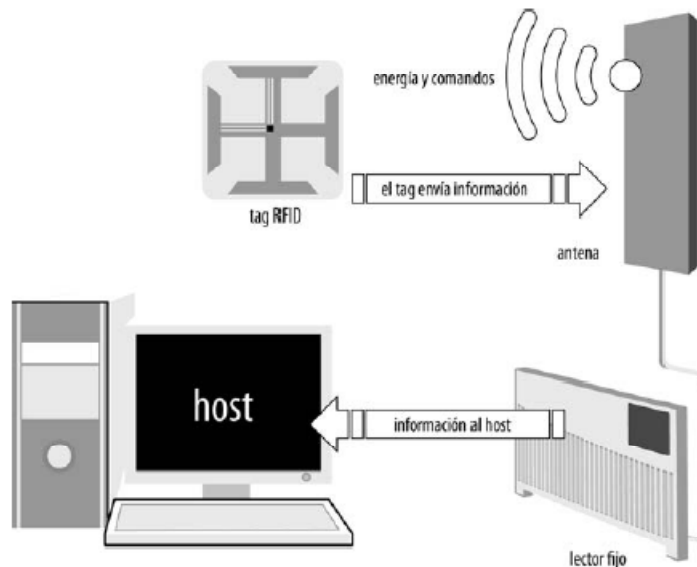 energía y comandos
el tag envía información
tag RFID
antena
host
información al host
lector fijo